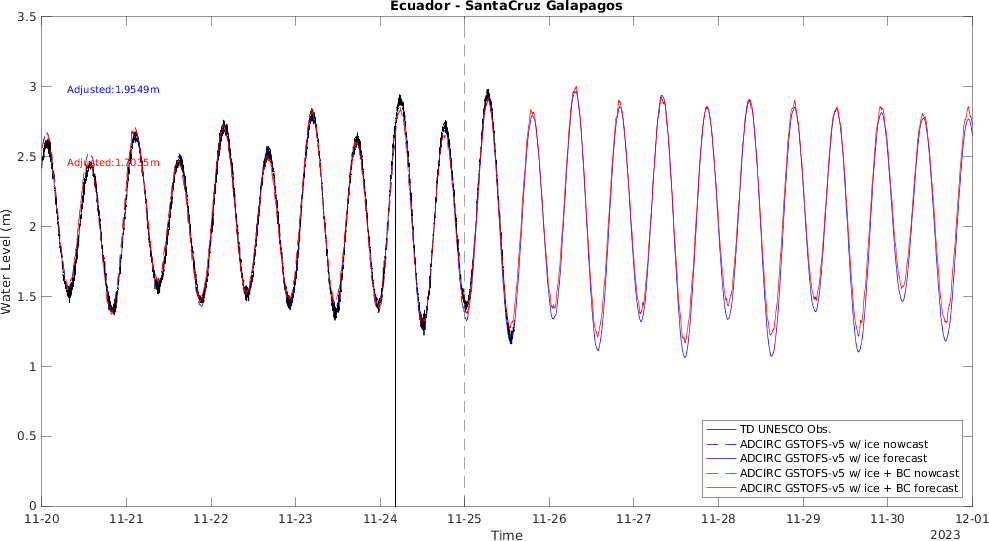 Ecuador - SantaCruz Galapagos
3.5
3
2.5
2
1.5
1
0.5
0
Water Level (m)
Adjusted:1.9549m
Adjusted:1.7035m
TD UNESCO Obs.
ADCIRC GSTOFS-v5 w/ ice nowcast
ADCIRC GSTOFS-v5 w/ ice forecast
ADCIRC GSTOFS-v5 w/ ice + BC nowcast
ADCIRC GSTOFS-v5 w/ ice + BC forecast
11-20 11-21 11-22 11-23 11-24 11-25 11-26 11-27 11-28 11-29 11-30 12-01
Time
2023